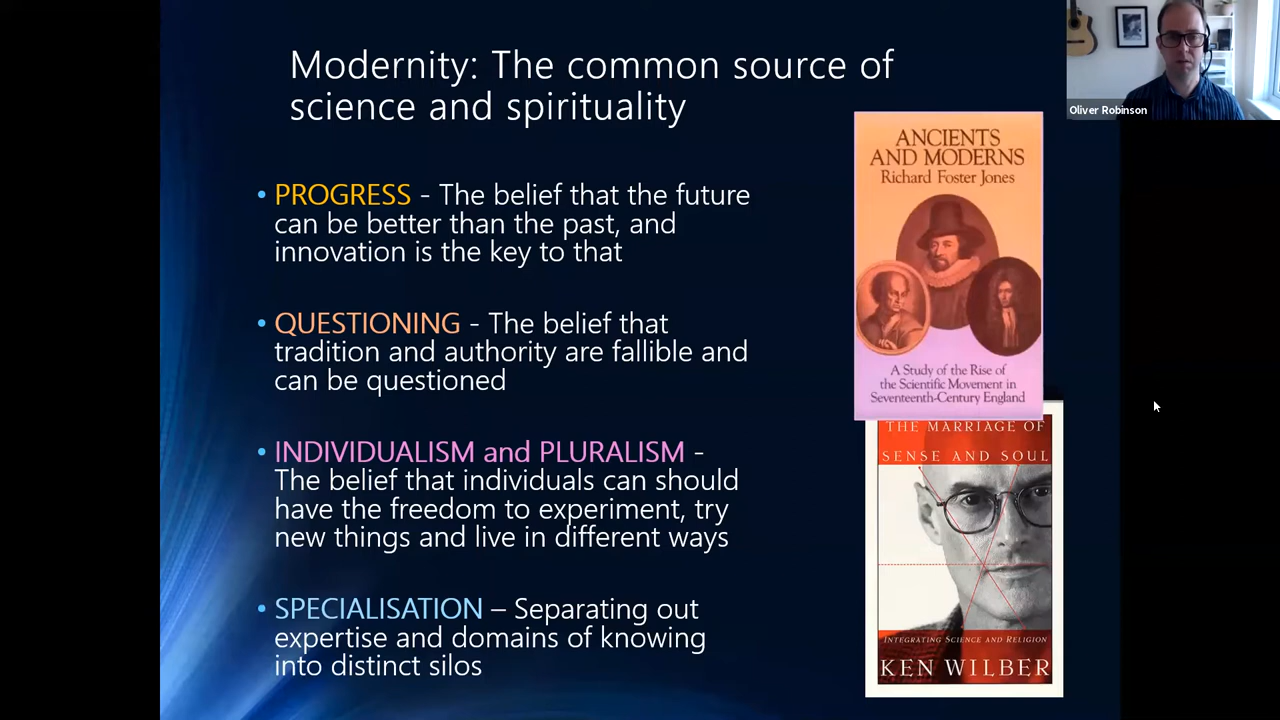 Modernity: The common source of
science and spirituality
• PROGRESS - The belief that the future
can be better than the past, and
innovation is the key to that
• QUESTIONING - The belief that
tradition and authority are fallible and
can be questioned
• INDIVIDUALISM and PLURALISM -
The belief that individuals can should
have the freedom to experiment, try
new things and live in different ways
• SPECIALISATION – Separating out
expertise and domains of knowing
into distinct silos
ANCIENTS
AND MODERNS
Richard Foster Jones
A Study of the Rise of
the Scientific Movement in
Seventeenth-Century England
THE MARRIAGE OF
SENSE AND SOUL
INTEGRATING SCIENCE AND RELIGION
KEN WILBER
Oliver Robinson